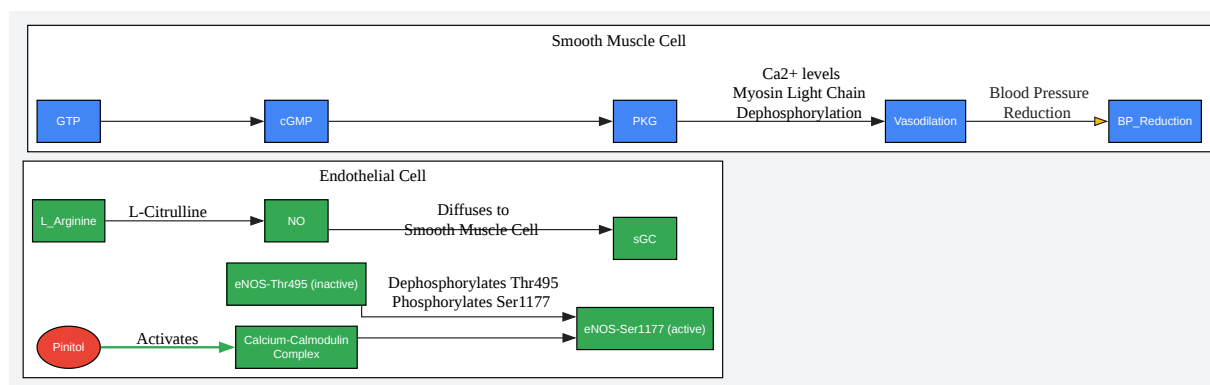 Smooth Muscle Cell
GTP
cGMP
PKG
Ca2+ levels
Myosin Light Chain
Dephosphorylation
Vasodilation
Blood Pressure
Reduction
BP_Reduction
Endothelial Cell
L_Arginine
L-Citrulline
NO
Diffuses to
Smooth Muscle Cell
sGC
eNOS-Thr495 (inactive)
Dephosphorylates Thr495
Phosphorylates Ser1177
eNOS-Ser1177 (active)
Pinitol
Activates
Calcium-Calmodulin
Complex